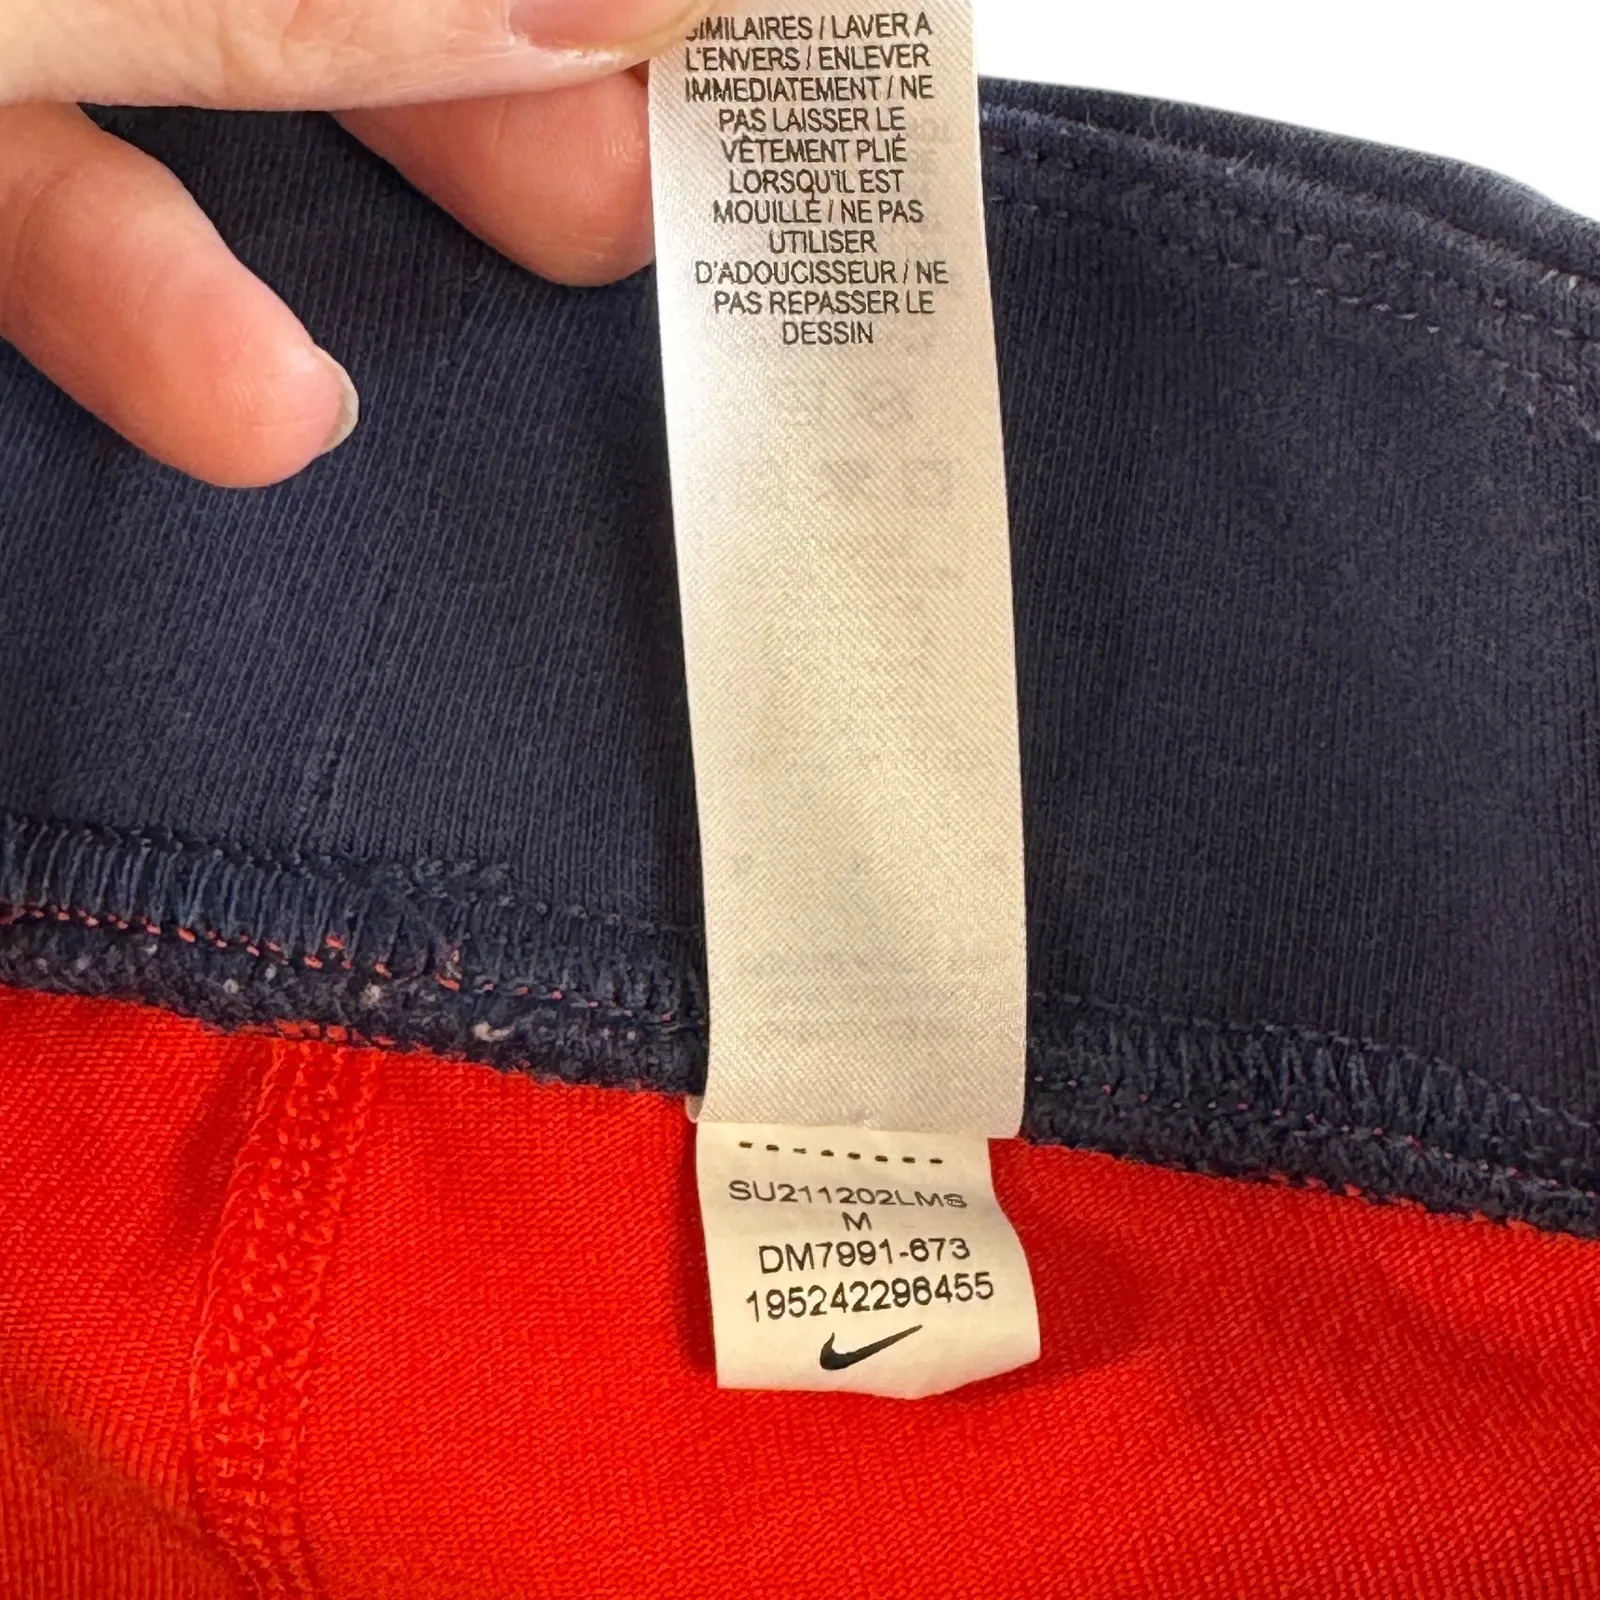 SIMILAIRES / LAVER A
L'ENVERS / ENLEVER
IMMEDIATEMENT / NE
PAS LAISSER LE
VÊTEMENT PLIÉ
LORSQU'IL EST
MOUILLÉ / NE PAS
UTILISER
D'ADOUCISSEUR / NE
PAS REPASSER LE
DESSIN
SU211202LMS
M
DM7991-673
195242296455